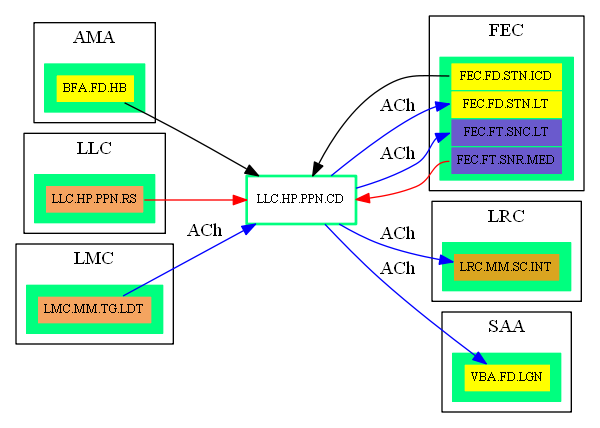 AMA
BFA.FD.HB
LLC
LLC.HP.PPN.RS
LMC
LMC.MM.TG.LDT
ACh
LLC.HP.PPN.CD
FEC
FEC.FD.STN.ICD
FEC.FD.STN.LT
FEC.FT.SNC.LT
FEC.FT.SNR.MED
ACh
ACh
LRC
LRC.MM.SC.INT
ACh
ACh
SAA
VBA.FD.LGN